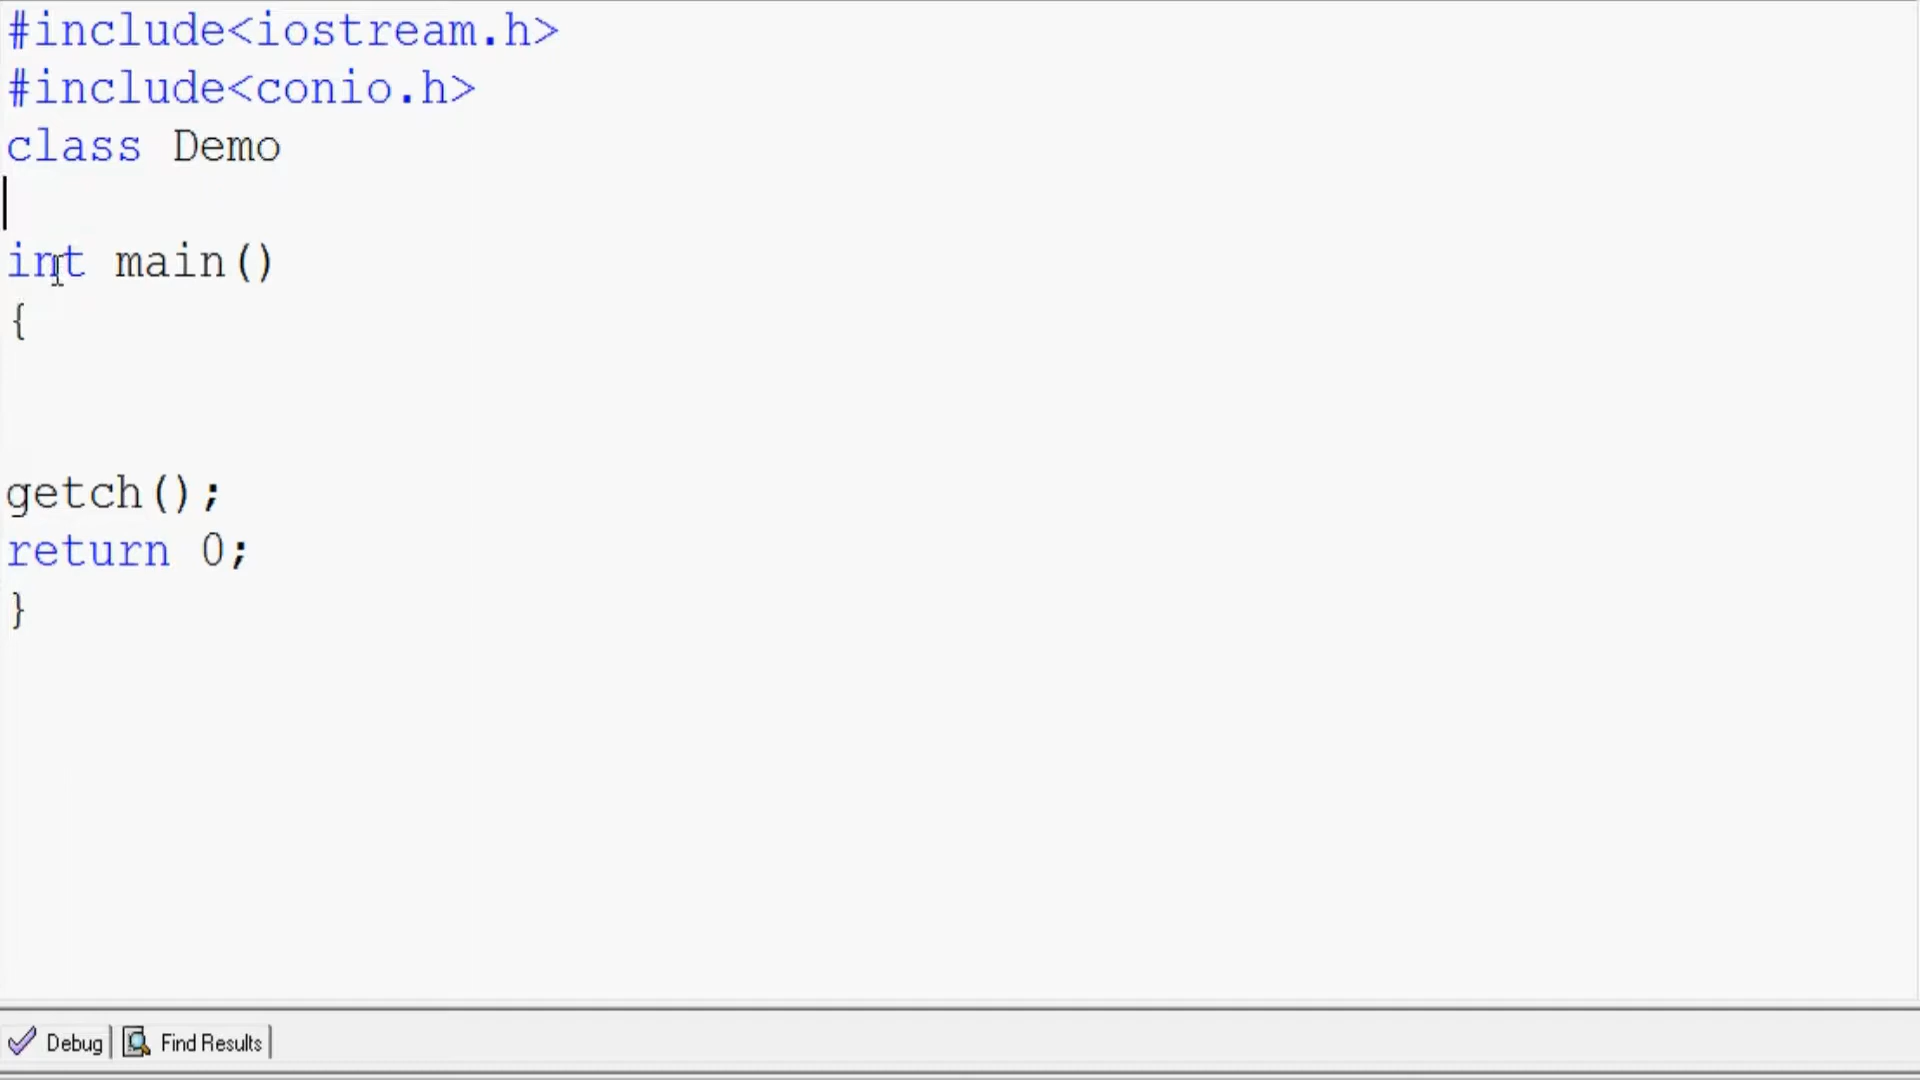 #include<iostream.h>
#include<conio.h>
class Demo
int main()
{
getch();
return 0;
}
Debug
Find Results